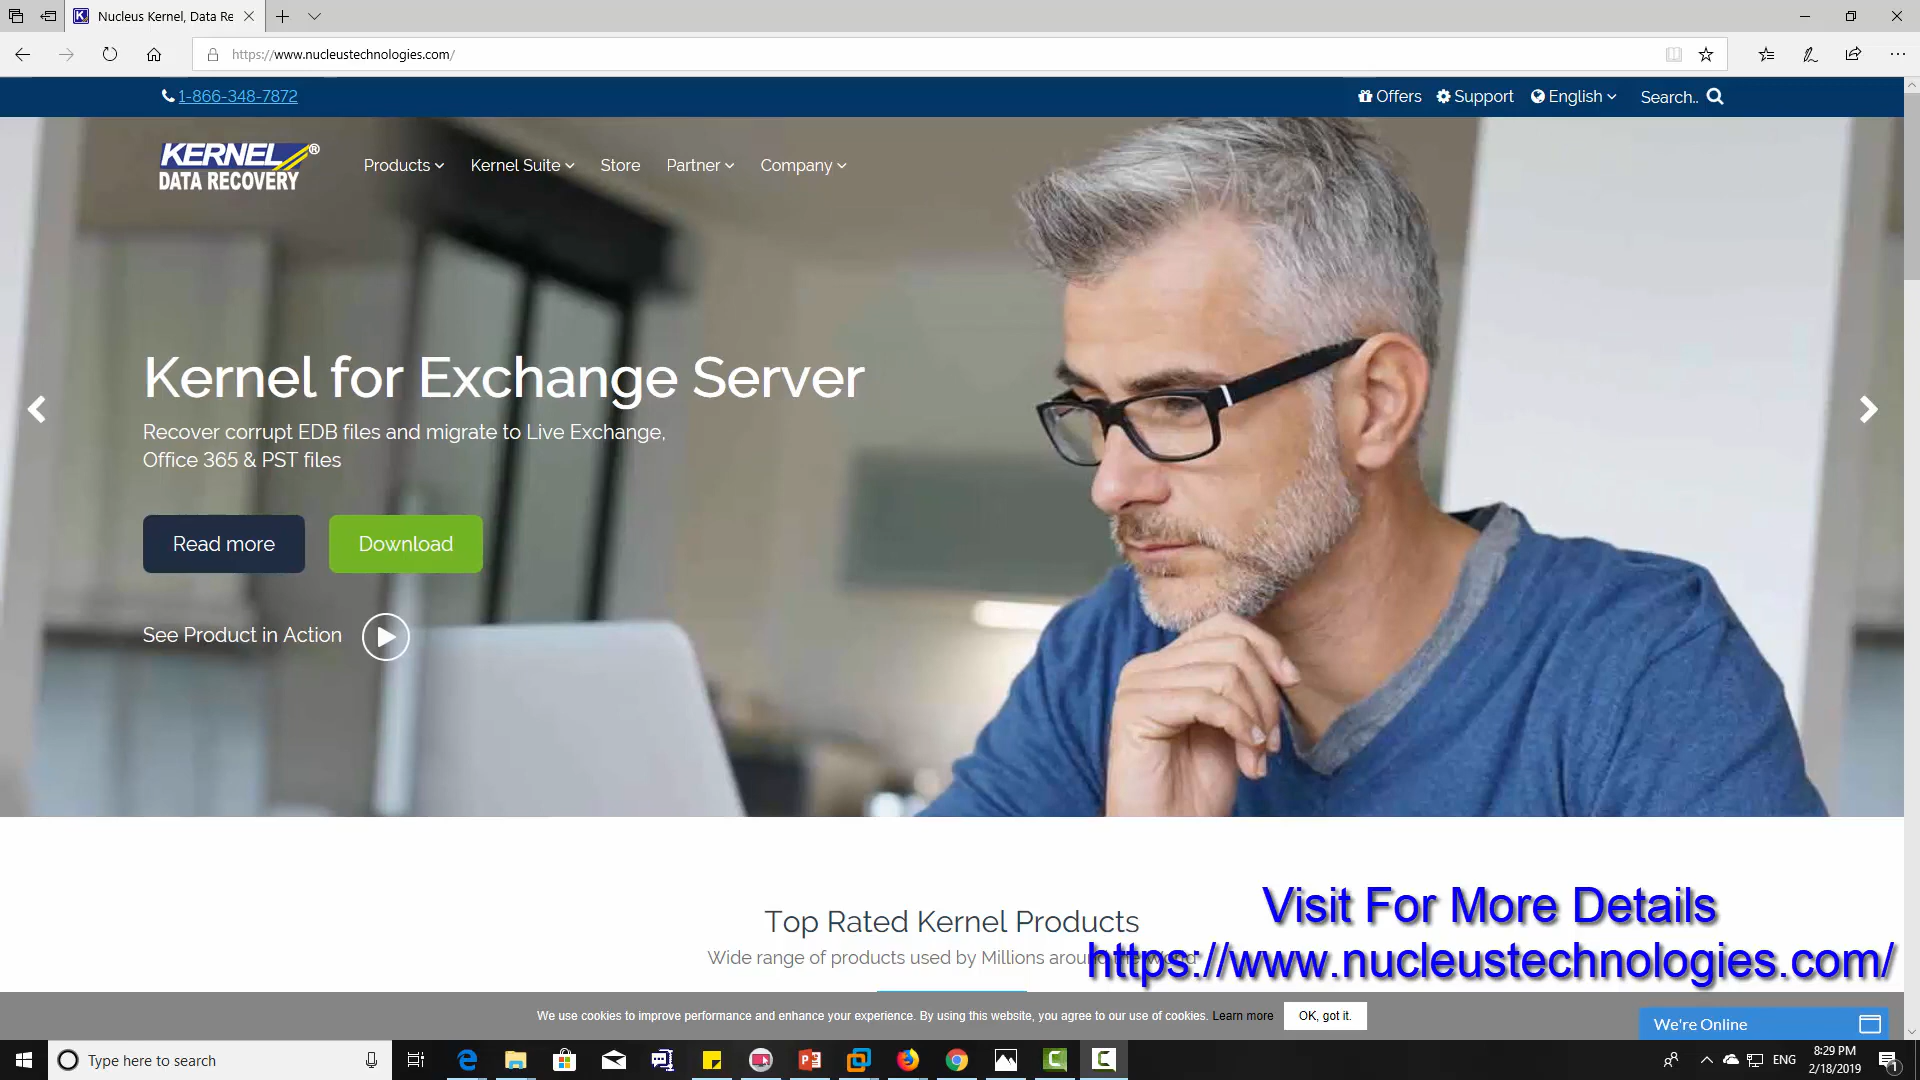 Nucleus Kernel, Data Re
https://www.nucleustechnologies.com/
1-866-348-7872
Offers
Support
English
Search..
KERNEL®
DATA RECOVERY
Products
Kernel Suite
Store
Partner
Company
Kernel for Exchange Server
Recover corrupt EDB files and migrate to Live Exchange,
Office 365 & PST files
Read more
Download
See Product in Action
Top Rated Kernel Products
Wide range of products used by Millions around the World
Visit For More Details
https://www.nucleustechnologies.com/
We use cookies to improve performance and enhance your experience. By using this website, you agree to our use of cookies. Learn more
OK, got it.
We're Online
Type here to search
ENG
8:29 PM
2/18/2019
1